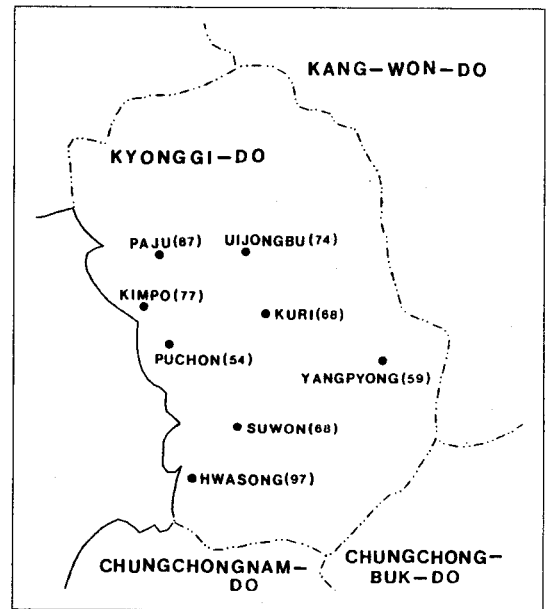 KANG-WON-DO
KYONGGI-DO
PAJU(87)
UIJONGBU(74)
KIMPO(77)
KURI(68)
PUCHON(54)
YANGPYONG(59)
SUWON(68)
HWASONG(97)
CHUNGCHONGNAM-
DO
CHUNGCHONG-
BUK-DO